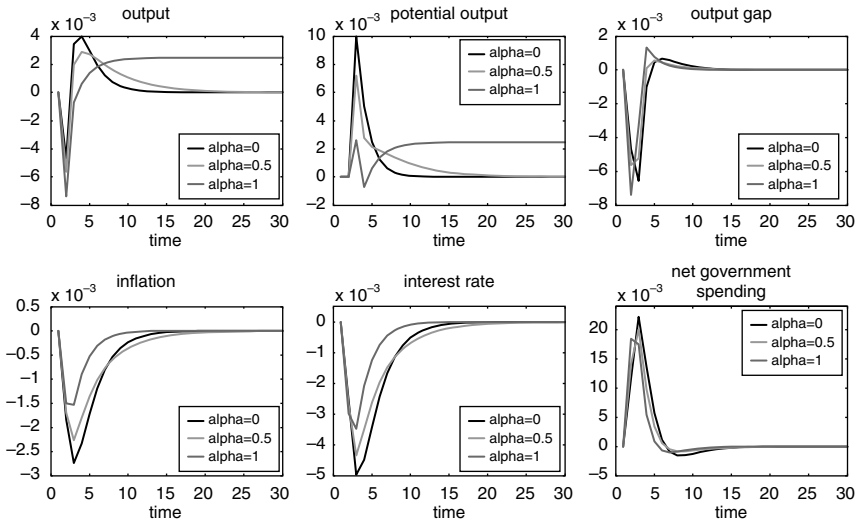 output
x 10⁻³
4
2
0
−2
−4
−6
−8
0 5 10 15 20 25 30
time
alpha=0
alpha=0.5
alpha=1
potential output
x 10⁻³
10
8
6
4
2
0
−2
0 5 10 15 20 25 30
time
alpha=0
alpha=0.5
alpha=1
output gap
x 10⁻³
2
0
−2
−4
−6
−8
0 5 10 15 20 25 30
time
alpha=0
alpha=0.5
alpha=1
inflation
x 10⁻³
0.5
0
−0.5
−1
−1.5
−2
−2.5
−3
0 5 10 15 20 25 30
time
alpha=0
alpha=0.5
alpha=1
interest rate
x 10⁻³
0
−1
−2
−3
−4
−5
0 5 10 15 20 25 30
time
alpha=0
alpha=0.5
alpha=1
net government
spending
x 10⁻³
20
15
10
5
0
−5
0 5 10 15 20 25 30
time
alpha=0
alpha=0.5
alpha=1